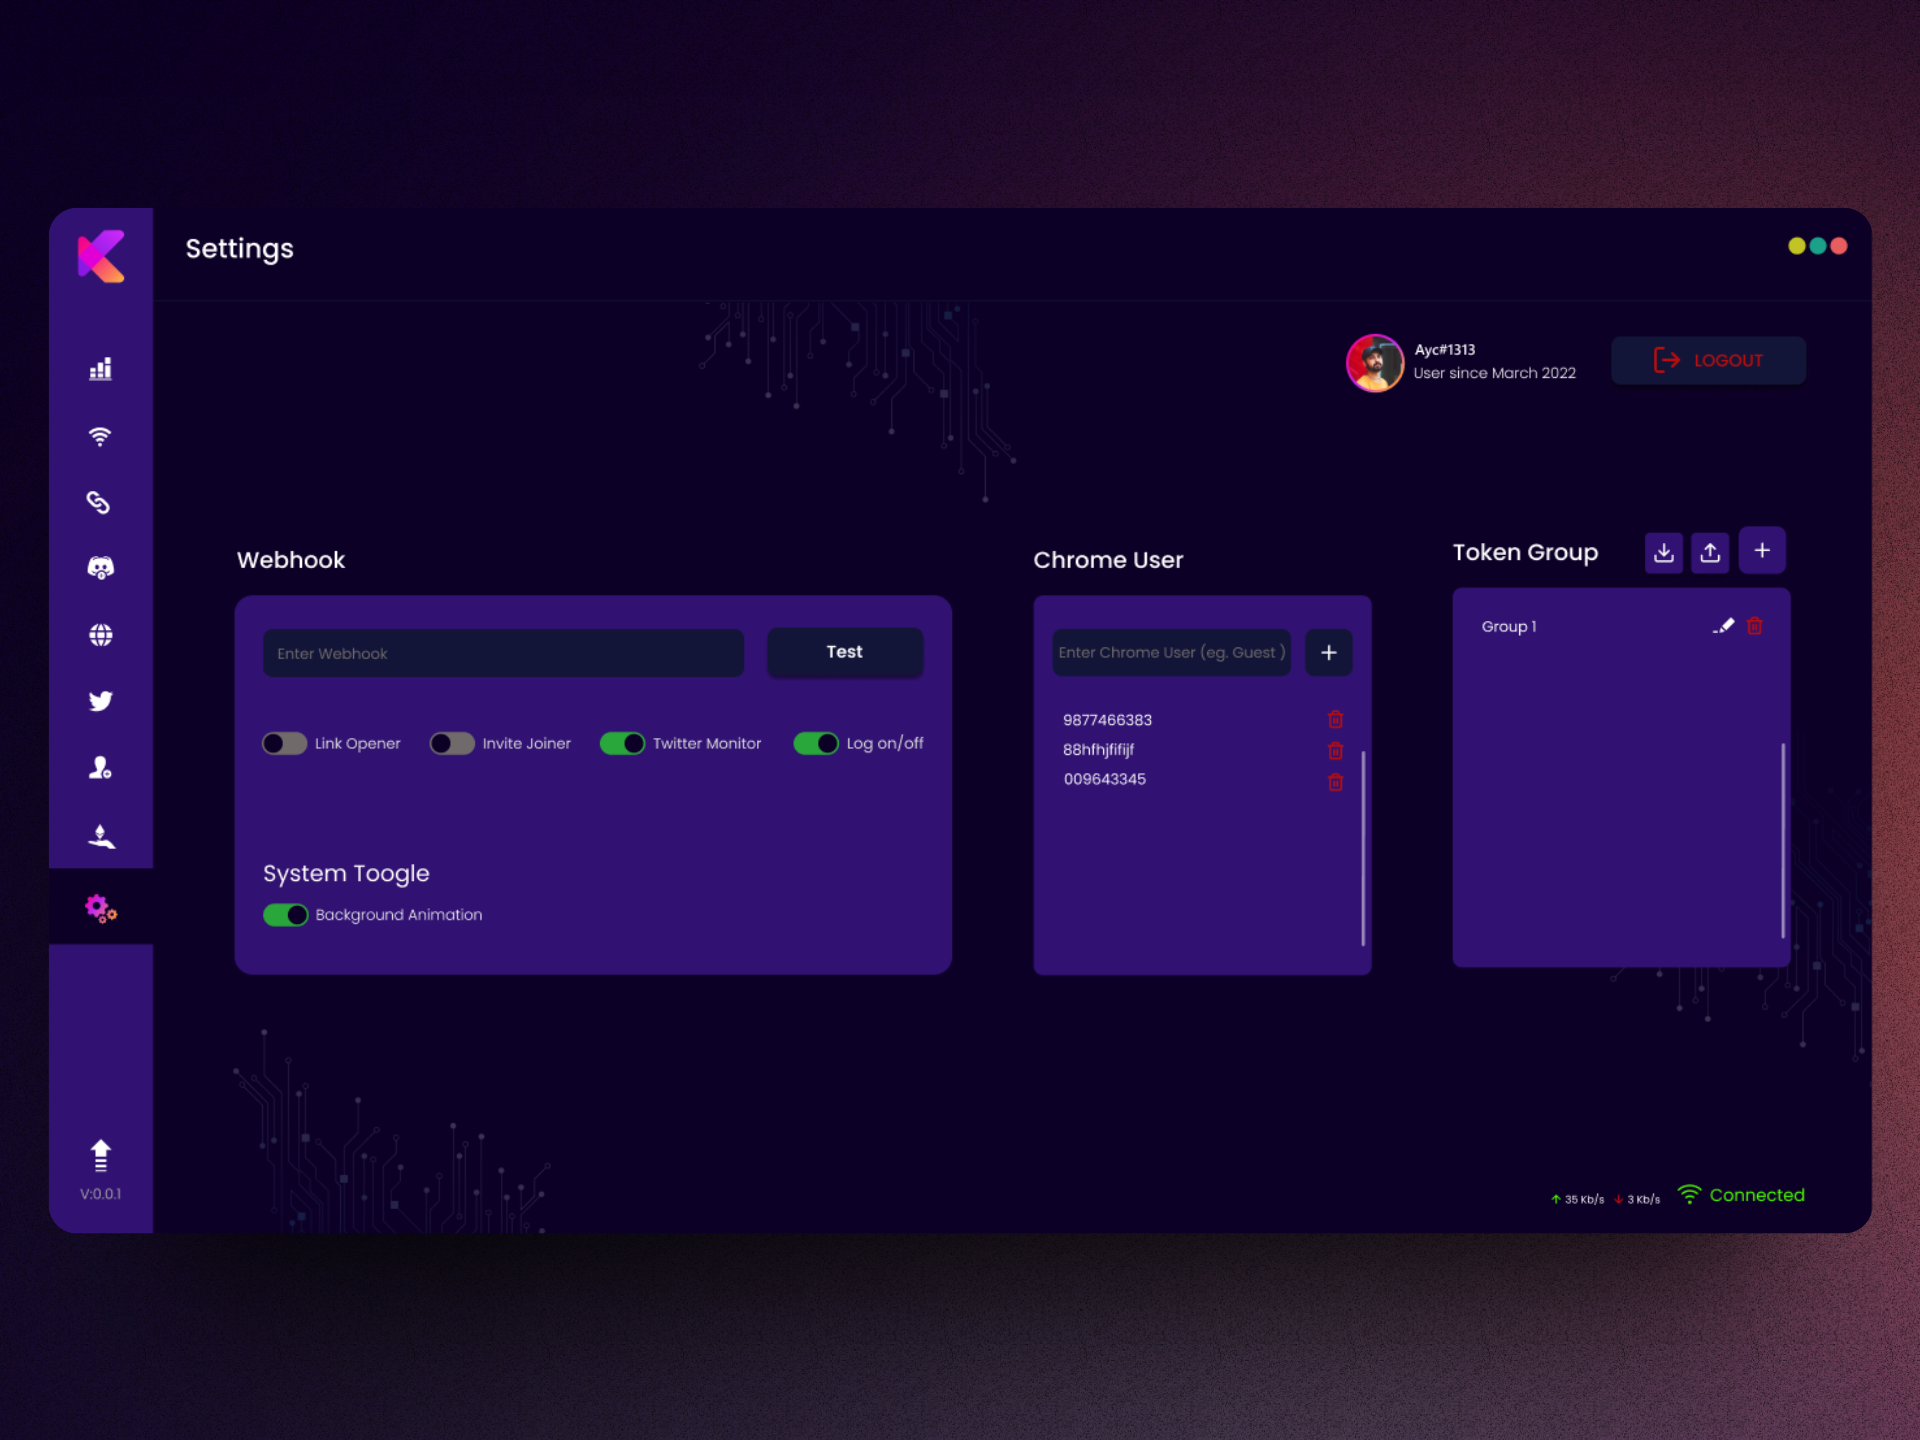 Settings
Ayc#1313
User since March 2022
LOGOUT
Webhook
Enter Webhook
Test
Link Opener
Invite Joiner
Twitter Monitor
Log on/off
System Toogle
Background Animation
Chrome User
Enter Chrome User (eg. Guest )
9877466383
88hfhjfifijf
009643345
Token Group
Group 1
V:0.0.1
35 Kb/s
3 Kb/s
Connected